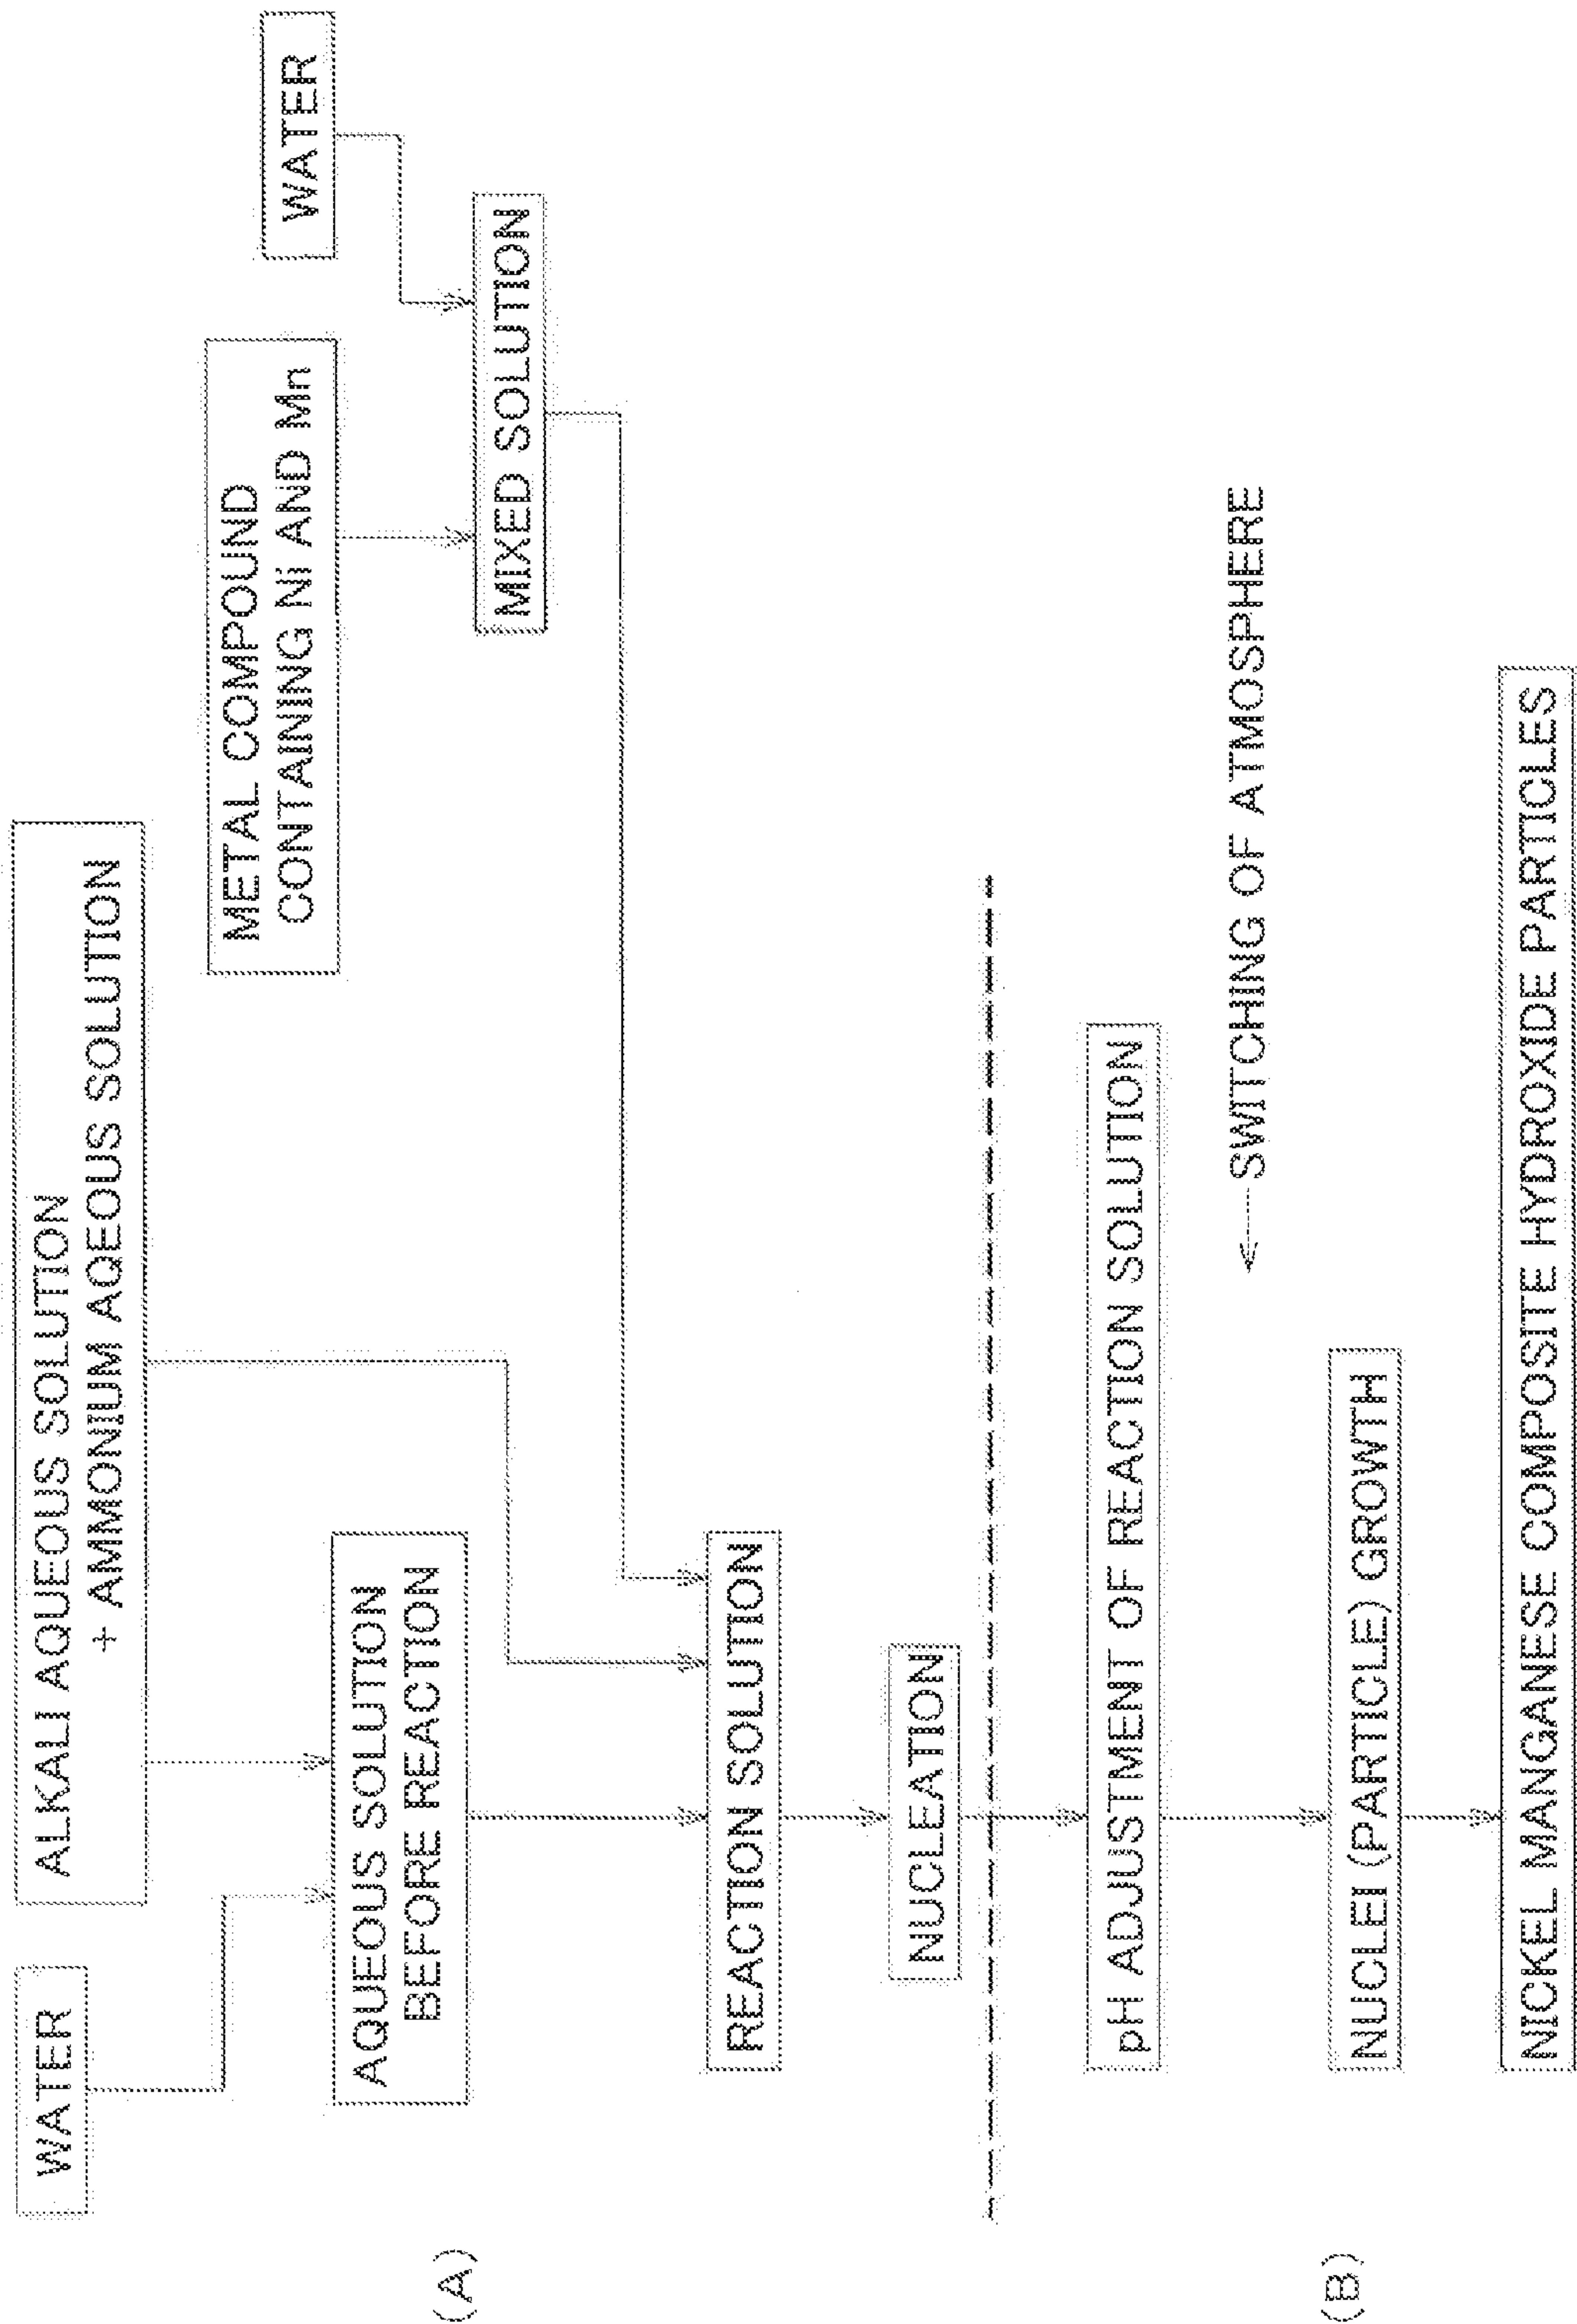 WATER
ALKALI AQUEOUS SOLUTION
+ AMMONIUM AQEOUS SOLUTION
WATER
METAL COMPOUND
CONTAINING Ni AND Mn
(A)
AQUEOUS SOLUTION
BEFORE REACTION
MIXED SOLUTION
REACTION SOLUTION
NUCLEATION
pH ADJUSTMENT OF REACTION SOLUTION
SWITCHING OF ATMOSPHERE
(B)
NUCLEI (PARTICLE) GROWTH
NICKEL MANGANESE COMPOSITE HYDROXIDE PARTICLES